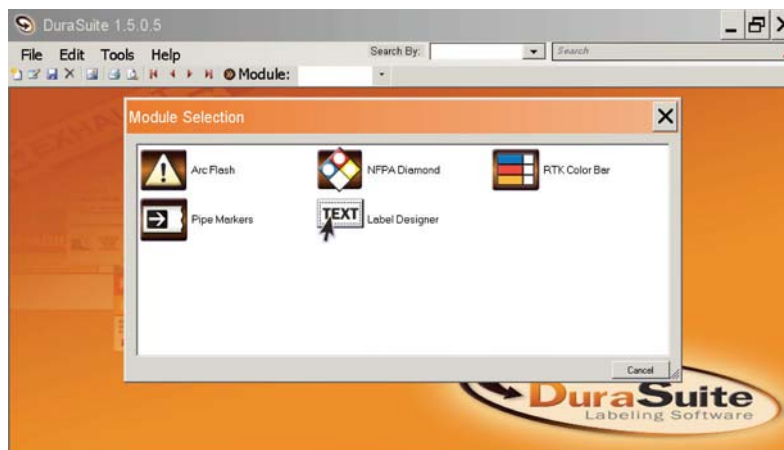 DuraSuite 1.5.0.5
File Edit Tools Help
Search By:
Search
Module:
Module Selection
Arc Flash
NFPA Diamond
RTK Color Bar
Pipe Markers
TEXT
Label Designer
Cancel
EXHAUST
DuraSuite
Labeling Software